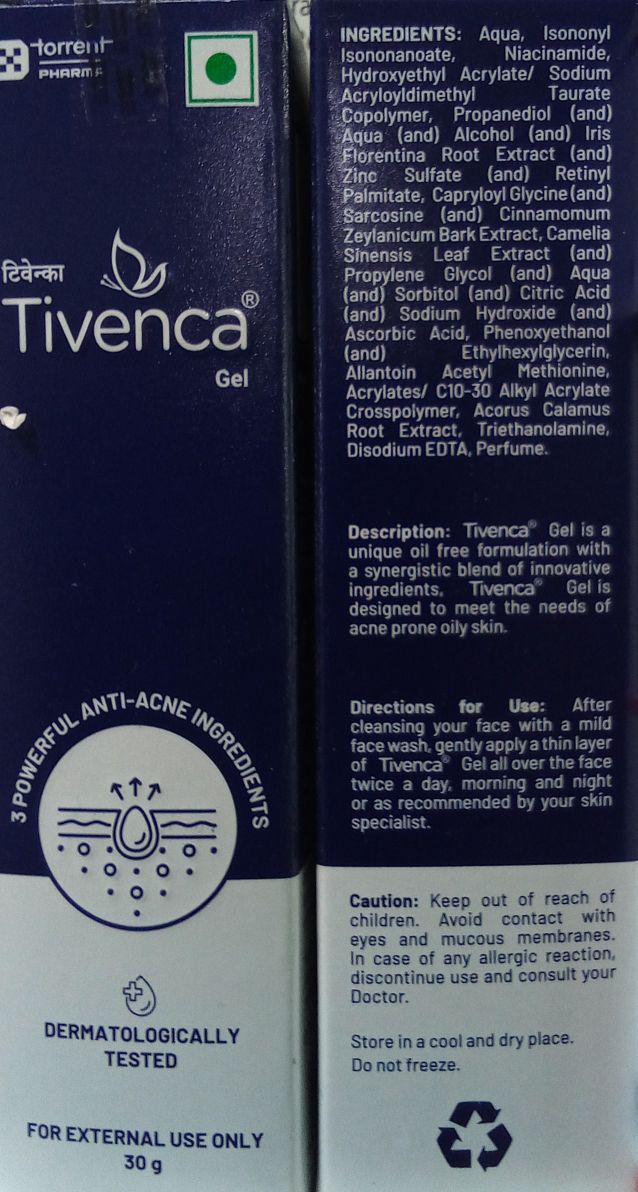 torrent
PHARMA
टिवेन्का
Tivenca®
Gel
3 POWERFUL ANTI-ACNE INGREDIENTS
DERMATOLOGICALLY
TESTED
FOR EXTERNAL USE ONLY
30 g
INGREDIENTS: Aqua, Isononyl
Isononanoate, Niacinamide,
Hydroxyethyl Acrylate/ Sodium
Acryloyldimethyl Taurate
Copolymer, Propanediol (and)
Aqua (and) Alcohol (and) Iris
Florentina Root Extract (and)
Zinc Sulfate (and) Retinyl
Palmitate, Capryloyl Glycine (and)
Sarcosine (and) Cinnamomum
Zeylanicum Bark Extract, Camelia
Sinensis Leaf Extract (and)
Propylene Glycol (and) Aqua
(and) Sorbitol (and) Citric Acid
(and) Sodium Hydroxide (and)
Ascorbic Acid, Phenoxyethanol
(and) Ethylhexylglycerin,
Allantoin Acetyl Methionine,
Acrylates/ C10-30 Alkyl Acrylate
Crosspolymer, Acorus Calamus
Root Extract, Triethanolamine,
Disodium EDTA, Perfume.
Description: Tivenca® Gel is a
unique oil free formulation with
a synergistic blend of innovative
ingredients, Tivenca® Gel is
designed to meet the needs of
acne prone oily skin.
Directions for Use: After
cleansing your face with a mild
face wash, gently apply a thin layer
of Tivenca® Gel all over the face
twice a day, morning and night
or as recommended by your skin
specialist.
Caution: Keep out of reach of
children. Avoid contact with
eyes and mucous membranes.
In case of any allergic reaction,
discontinue use and consult your
Doctor.
Store in a cool and dry place.
Do not freeze.